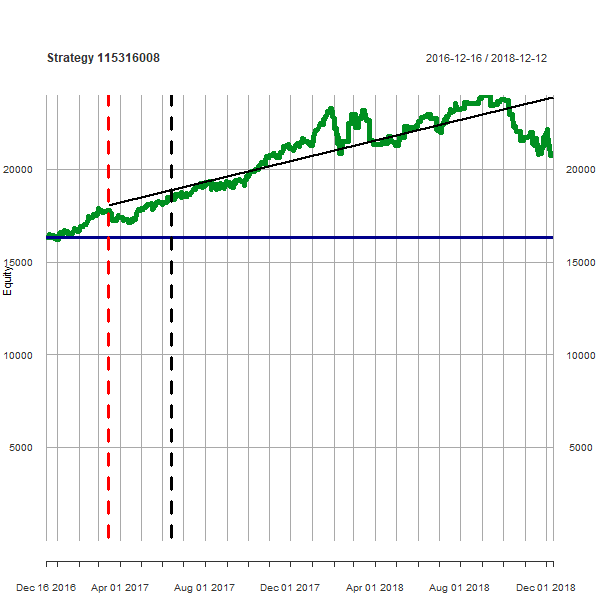 Strategy 115316008
2016-12-16 / 2018-12-12
20000 20000
15000 15000
Equity
10000 10000
5000 5000
Dec 16 2016 Apr 01 2017 Aug 01 2017 Dec 01 2017 Apr 01 2018 Aug 01 2018 Dec 01 2018